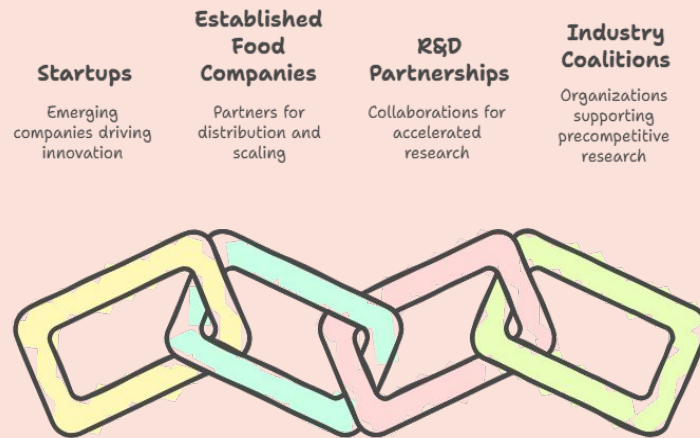 Startups
Emerging
companies driving
innovation
Established
Food
Companies
Partners for
distribution and
scaling
R&D
Partnerships
Collaborations for
accelerated
research
Industry
Coalitions
Organizations
supporting
precompetitive
research